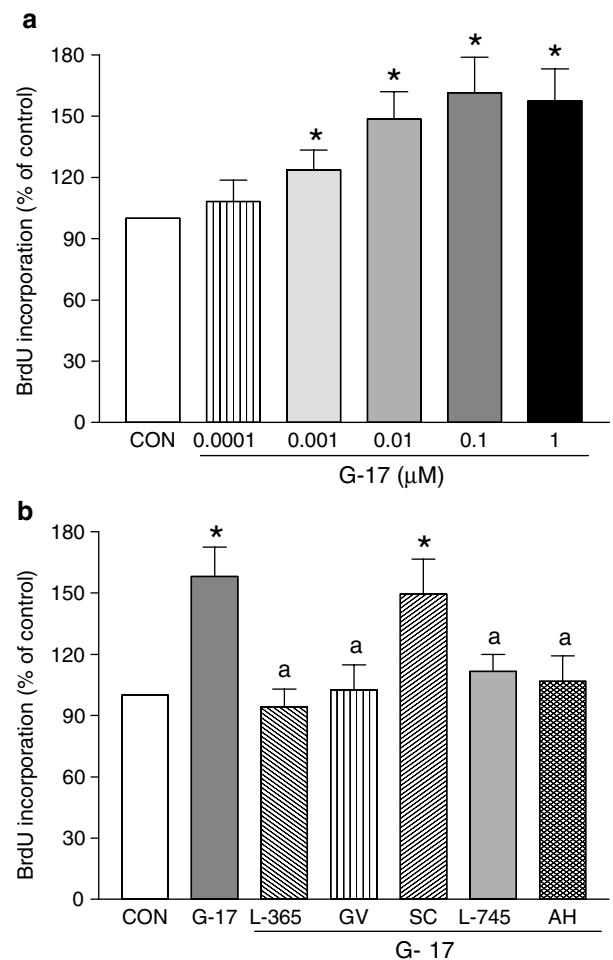 a
BrdU incorporation (% of control)
180
150
120
90
60
30
0
* * * *
CON 0.0001 0.001 0.01 0.1 1
G-17 (μM)
b
BrdU incorporation (% of control)
180
150
120
90
60
30
0
* a a * a a
CON G-17 L-365 GV SC L-745 AH
G- 17